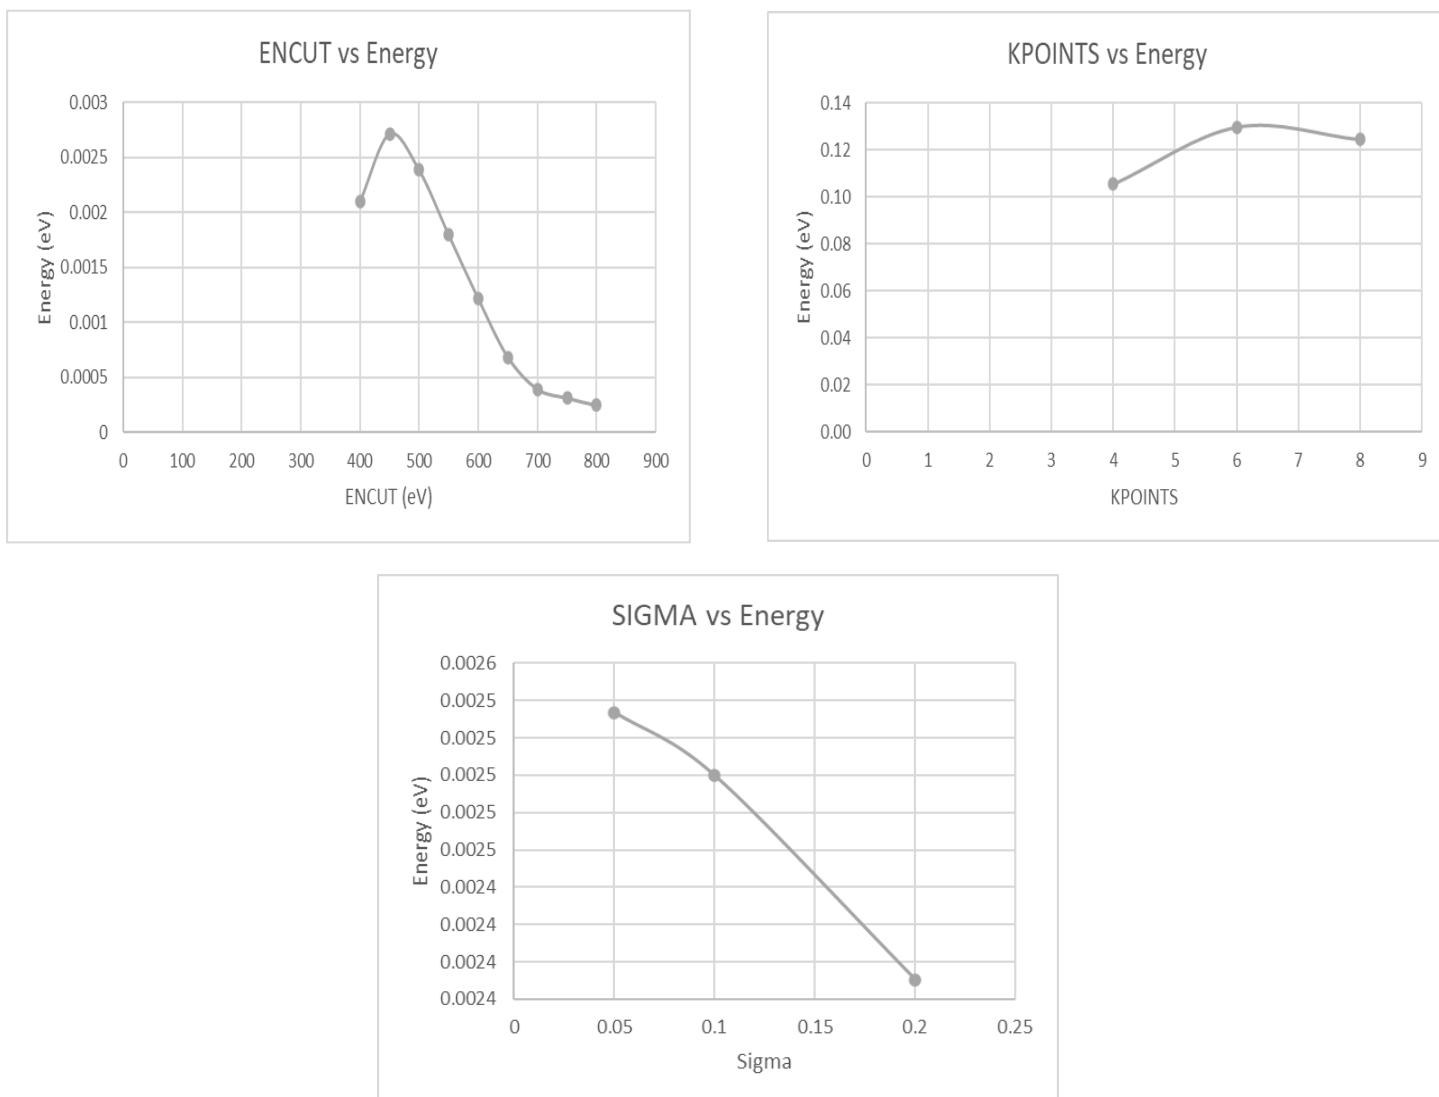 ENCUT vs Energy
0.003
0.0025
0.002
0.0015
0.001
0.0005
0
Energy (eV)
0 100 200 300 400 500 600 700 800 900
ENCUT (eV)
KPOINTS vs Energy
0.14
0.12
0.10
0.08
0.06
0.04
0.02
0.00
Energy (eV)
0 1 2 3 4 5 6 7 8 9
KPOINTS
SIGMA vs Energy
0.0026
0.0025
0.0025
0.0025
0.0025
0.0025
0.0024
0.0024
0.0024
0.0024
Energy (eV)
0 0.05 0.1 0.15 0.2 0.25
Sigma